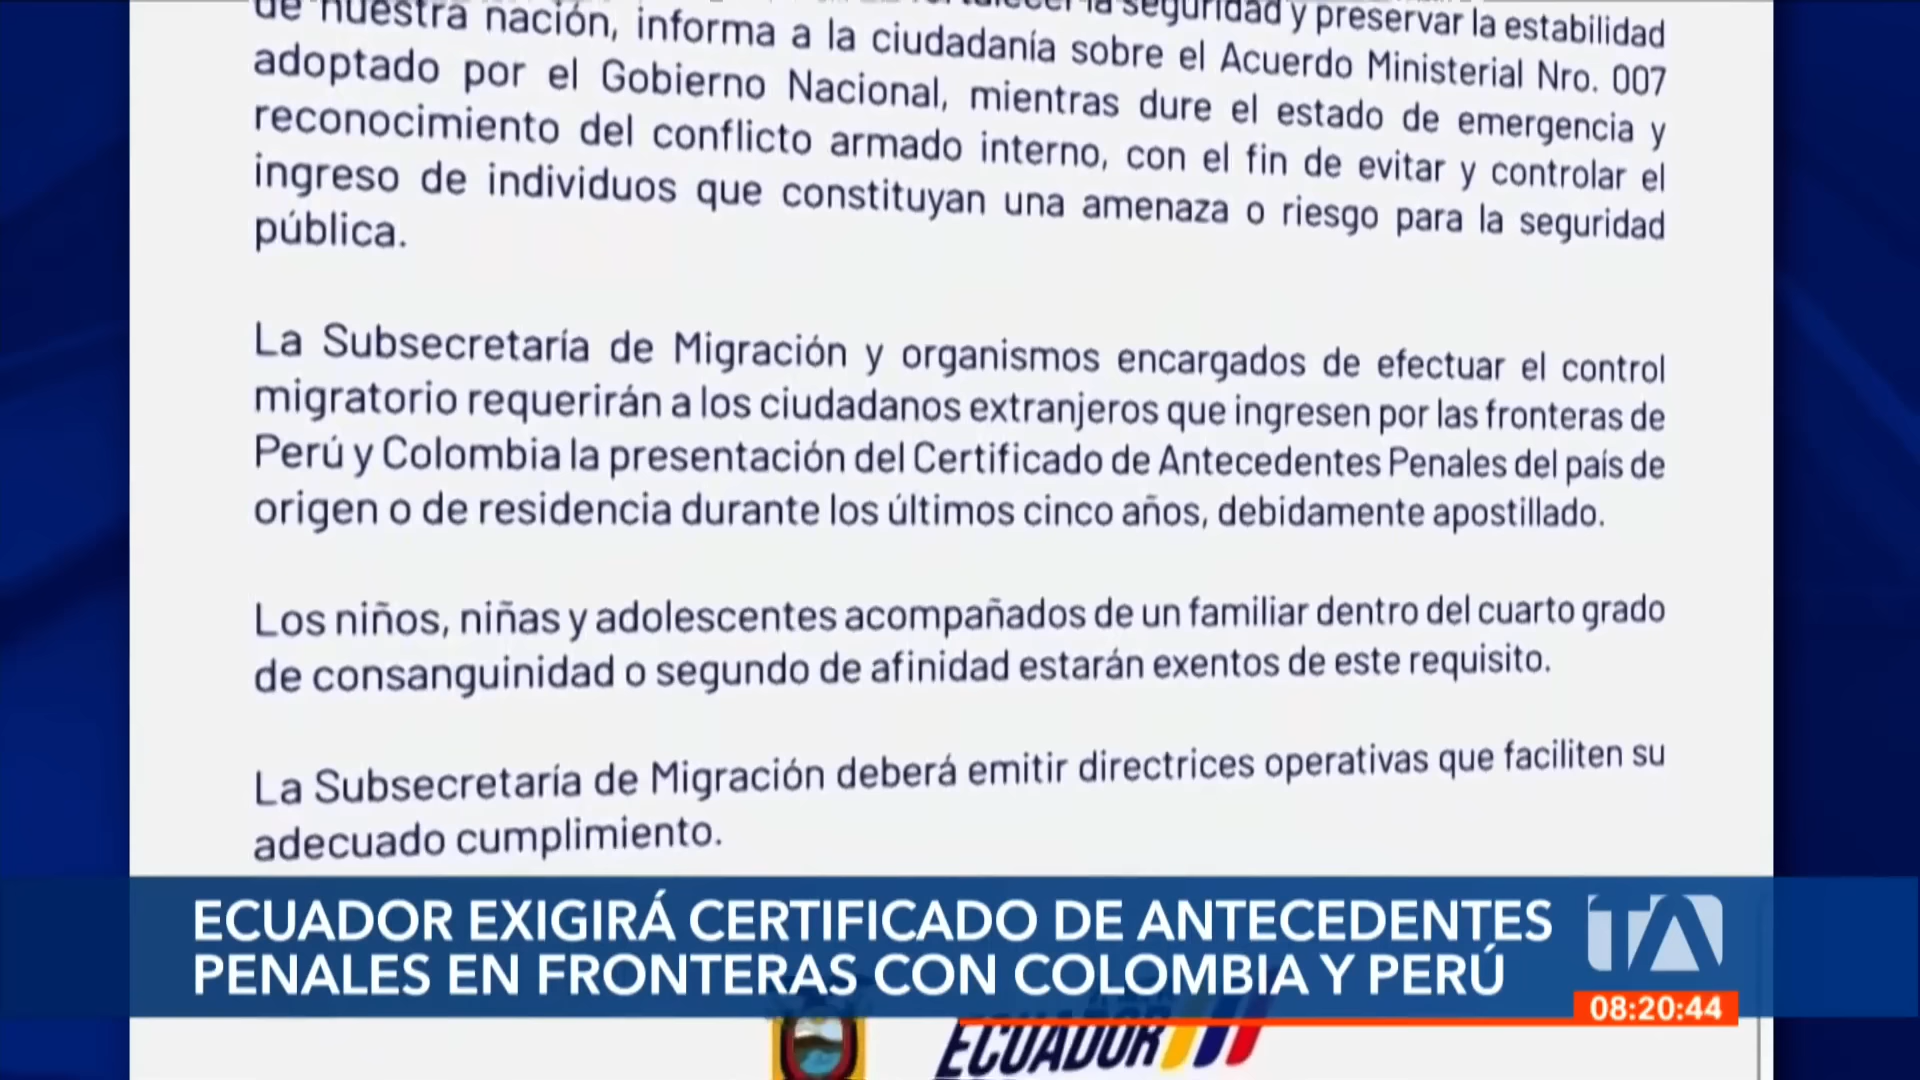 de nuestra nación, informa a la ciudadanía sobre el Acuerdo Ministerial Nro. 007
la seguridad y preservar la estabilidad
adoptado por el Gobierno Nacional, mientras dure el estado de emergencia y
reconocimiento del conflicto armado interno, con el fin de evitar y controlar el
ingreso de individuos que constituyan una amenaza o riesgo para la seguridad
pública.
La Subsecretaría de Migración y organismos encargados de efectuar el control
migratorio requerirán a los ciudadanos extranjeros que ingresen por las fronteras de
Perú y Colombia la presentación del Certificado de Antecedentes Penales del país de
origen o de residencia durante los últimos cinco años, debidamente apostillado.
Los niños, niñas y adolescentes acompañados de un familiar dentro del cuarto grado
de consanguinidad o segundo de afinidad estarán exentos de este requisito.
La Subsecretaría de Migración deberá emitir directrices operativas que faciliten su
adecuado cumplimiento.
ECUADOR EXIGIRÁ CERTIFICADO DE ANTECEDENTES
PENALES EN FRONTERAS CON COLOMBIA Y PERÚ
TA
08:20:44
ECUADOR